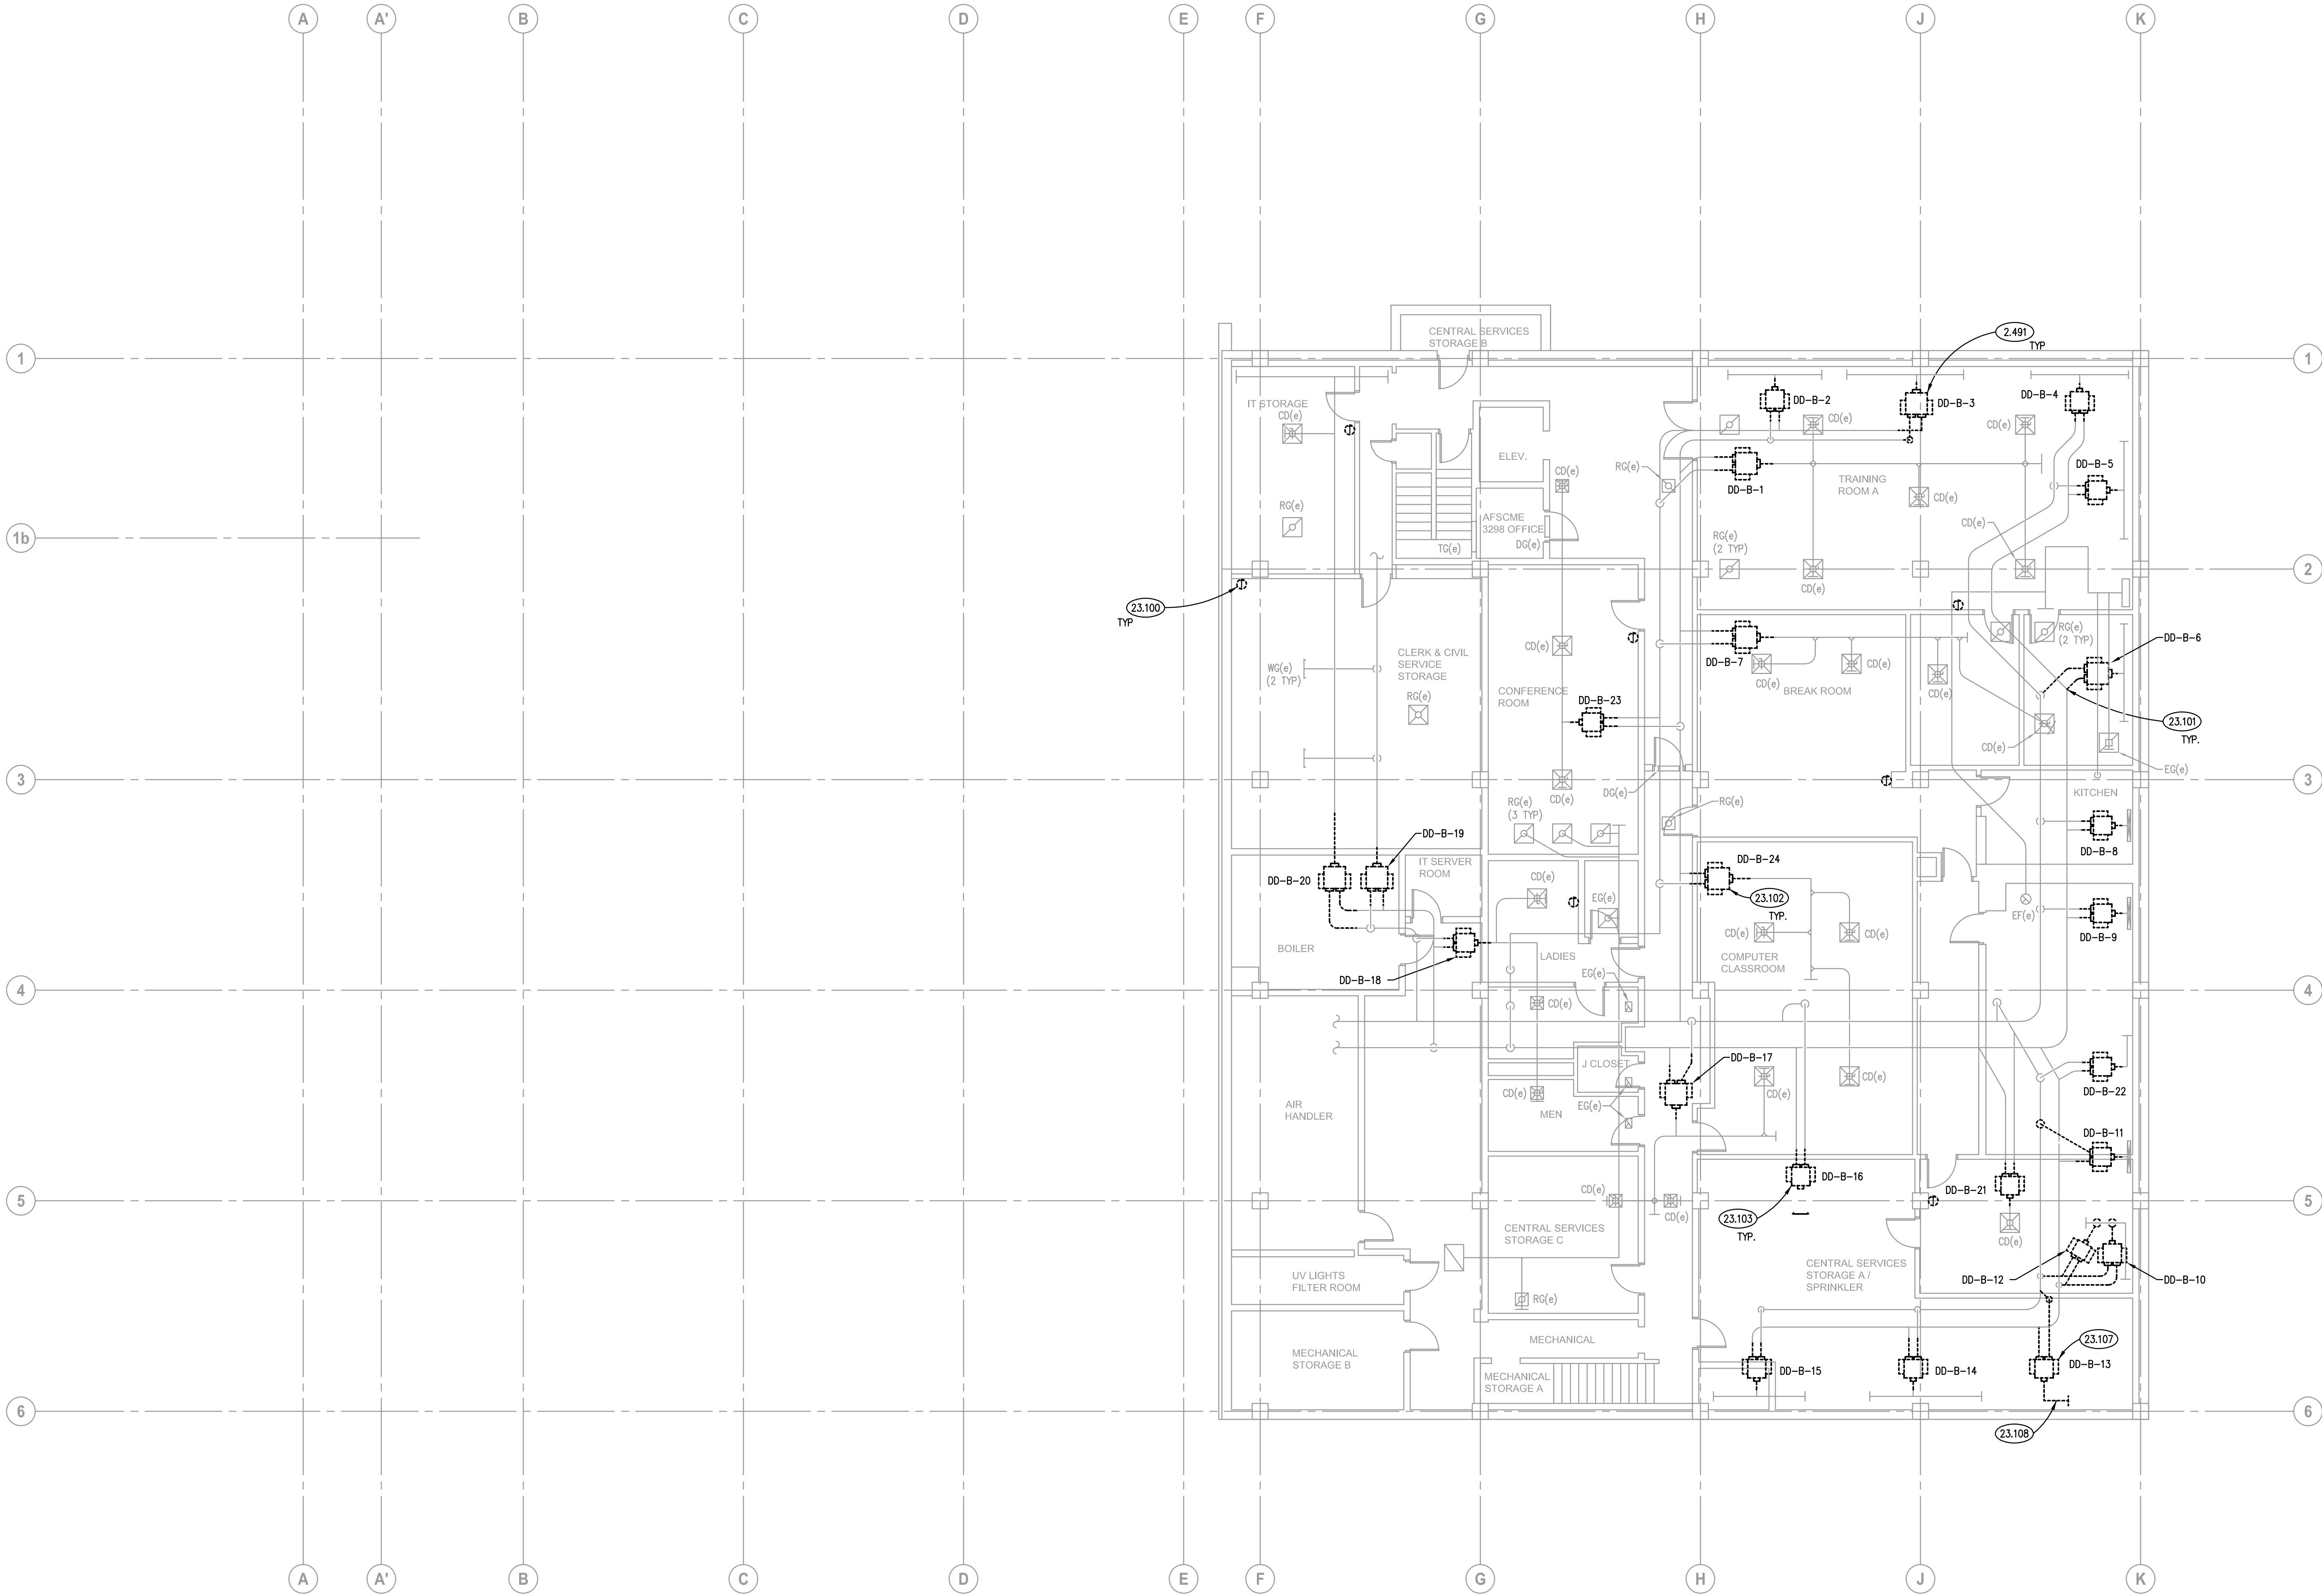 A
A'
B
C
D
E
F
G
H
J
K
1
1
CENTRAL SERVICES
STORAGE B
2.491
TYP
IT STORAGE
CD(e)
DD-B-2
CD(e)
DD-B-3
DD-B-4
CD(e)
ELEV.
CD(e)
RG(e)
DD-B-1
TRAINING
ROOM A
CD(e)
DD-B-5
RG(e)
AFSCME
3298 OFFICE
TG(e)
DG(e)
RG(e)
(2 TYP)
CD(e)
1b
CD(e)
2
23.100
TYP
RG(e)
(2 TYP)
DD-B-6
CLERK & CIVIL
SERVICE
STORAGE
WG(e)
(2 TYP)
RG(e)
CD(e)
DD-B-7
CD(e)
CD(e)
BREAK ROOM
CD(e)
CONFERENCE
ROOM
DD-B-23
23.101
TYP.
CD(e)
EG(e)
3
3
CD(e)
DG(e)
RG(e)
RG(e)
(3 TYP)
KITCHEN
DD-B-19
DD-B-8
IT SERVER
ROOM
DD-B-20
CD(e)
EG(e)
DD-B-24
23.102
TYP.
EF(e)
DD-B-9
CD(e)
CD(e)
BOILER
LADIES
COMPUTER
CLASSROOM
DD-B-18
EG(e)
4
4
CD(e)
DD-B-17
J CLOSET
CD(e)
CD(e)
CD(e)
DD-B-22
AIR
HANDLER
MEN
EG(e)
DD-B-11
DD-B-16
DD-B-21
CD(e)
5
5
23.103
TYP.
CD(e)
CENTRAL SERVICES
STORAGE C
CD(e)
CENTRAL SERVICES
STORAGE A /
SPRINKLER
UV LIGHTS
FILTER ROOM
DD-B-12
DD-B-10
RG(e)
MECHANICAL
23.107
MECHANICAL
STORAGE B
DD-B-15
DD-B-14
DD-B-13
MECHANICAL
STORAGE A
6
6
23.108
A
A'
B
C
D
E
F
G
H
J
K